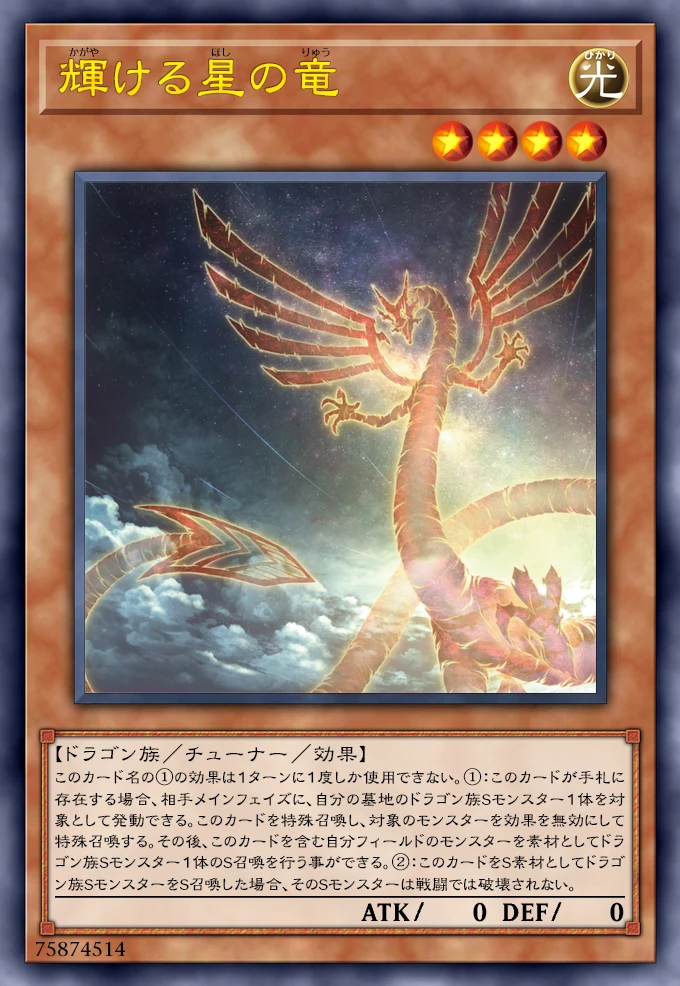 輝ける星の竜
かがや ほし りゅう
光
ひかり
【ドラゴン族／チューナー／効果】
このカード名の①の効果は1ターンに1度しか使用できない。①：このカードが手札に
存在する場合、相手メインフェイズに、自分の墓地のドラゴン族Sモンスター1体を対
象として発動できる。このカードを特殊召喚し、対象のモンスターを効果を無効にして
特殊召喚する。その後、このカードを含む自分フィールドのモンスターを素材としてドラ
ゴン族Sモンスター1体のS召喚を行う事ができる。②：このカードをS素材としてドラゴ
ン族SモンスターをS召喚した場合、そのSモンスターは戦闘では破壊されない。
ATK/ 0 DEF/ 0
75874514